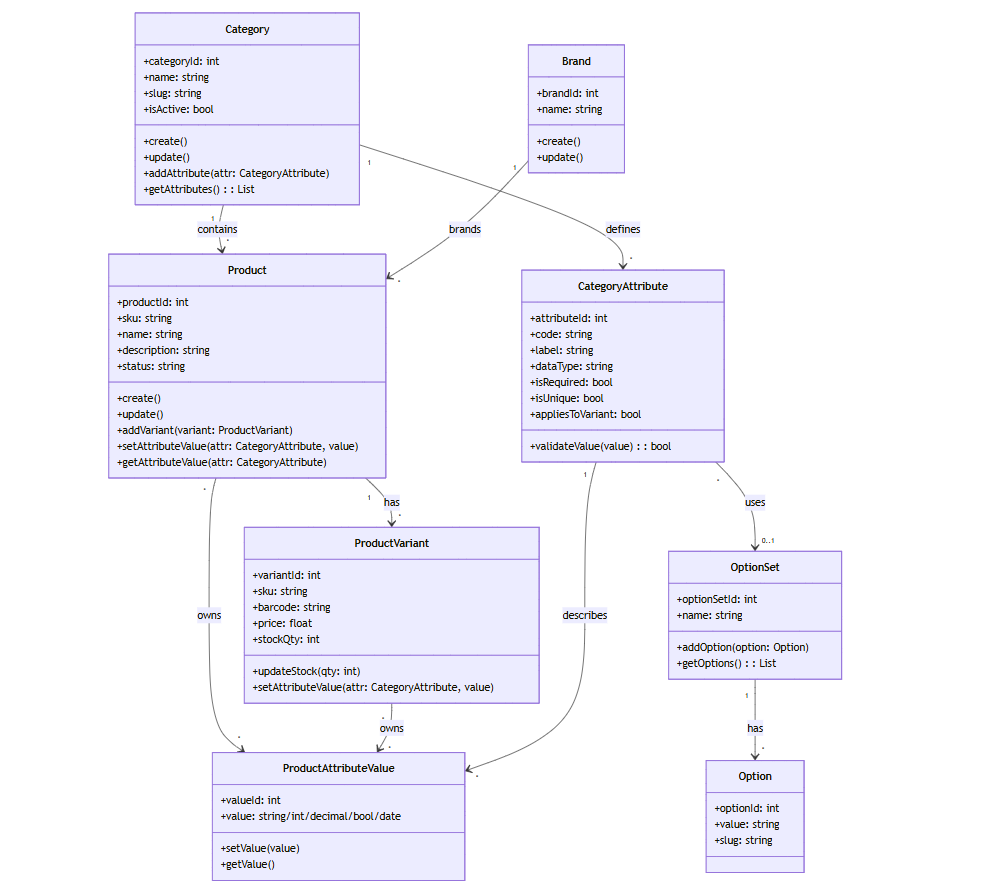 Category
+categoryId: int
+name: string
+slug: string
+isActive: bool
+create()
+update()
+addAttribute(attr: CategoryAttribute)
+getAttributes() : : List
Brand
+brandId: int
+name: string
+create()
+update()
1
1
1
contains
.
brands
.
defines
.
Product
+productId: int
+sku: string
+name: string
+description: string
+status: string
+create()
+update()
+addVariant(variant: ProductVariant)
+setAttributeValue(attr: CategoryAttribute, value)
+getAttributeValue(attr: CategoryAttribute)
CategoryAttribute
+attributeId: int
+code: string
+label: string
+dataType: string
+isRequired: bool
+isUnique: bool
+appliesToVariant: bool
+validateValue(value) : : bool
.
1
has
.
1
.
uses
0..1
ProductVariant
+variantId: int
+sku: string
+barcode: string
+price: float
+stockQty: int
+updateStock(qty: int)
+setAttributeValue(attr: CategoryAttribute, value)
OptionSet
+optionSetId: int
+name: string
+addOption(option: Option)
+getOptions() : : List
owns
describes
.
owns
.
.
.
1
has
.
ProductAttributeValue
+valueId: int
+value: string/int/decimal/bool/date
+setValue(value)
+getValue()
Option
+optionId: int
+value: string
+slug: string